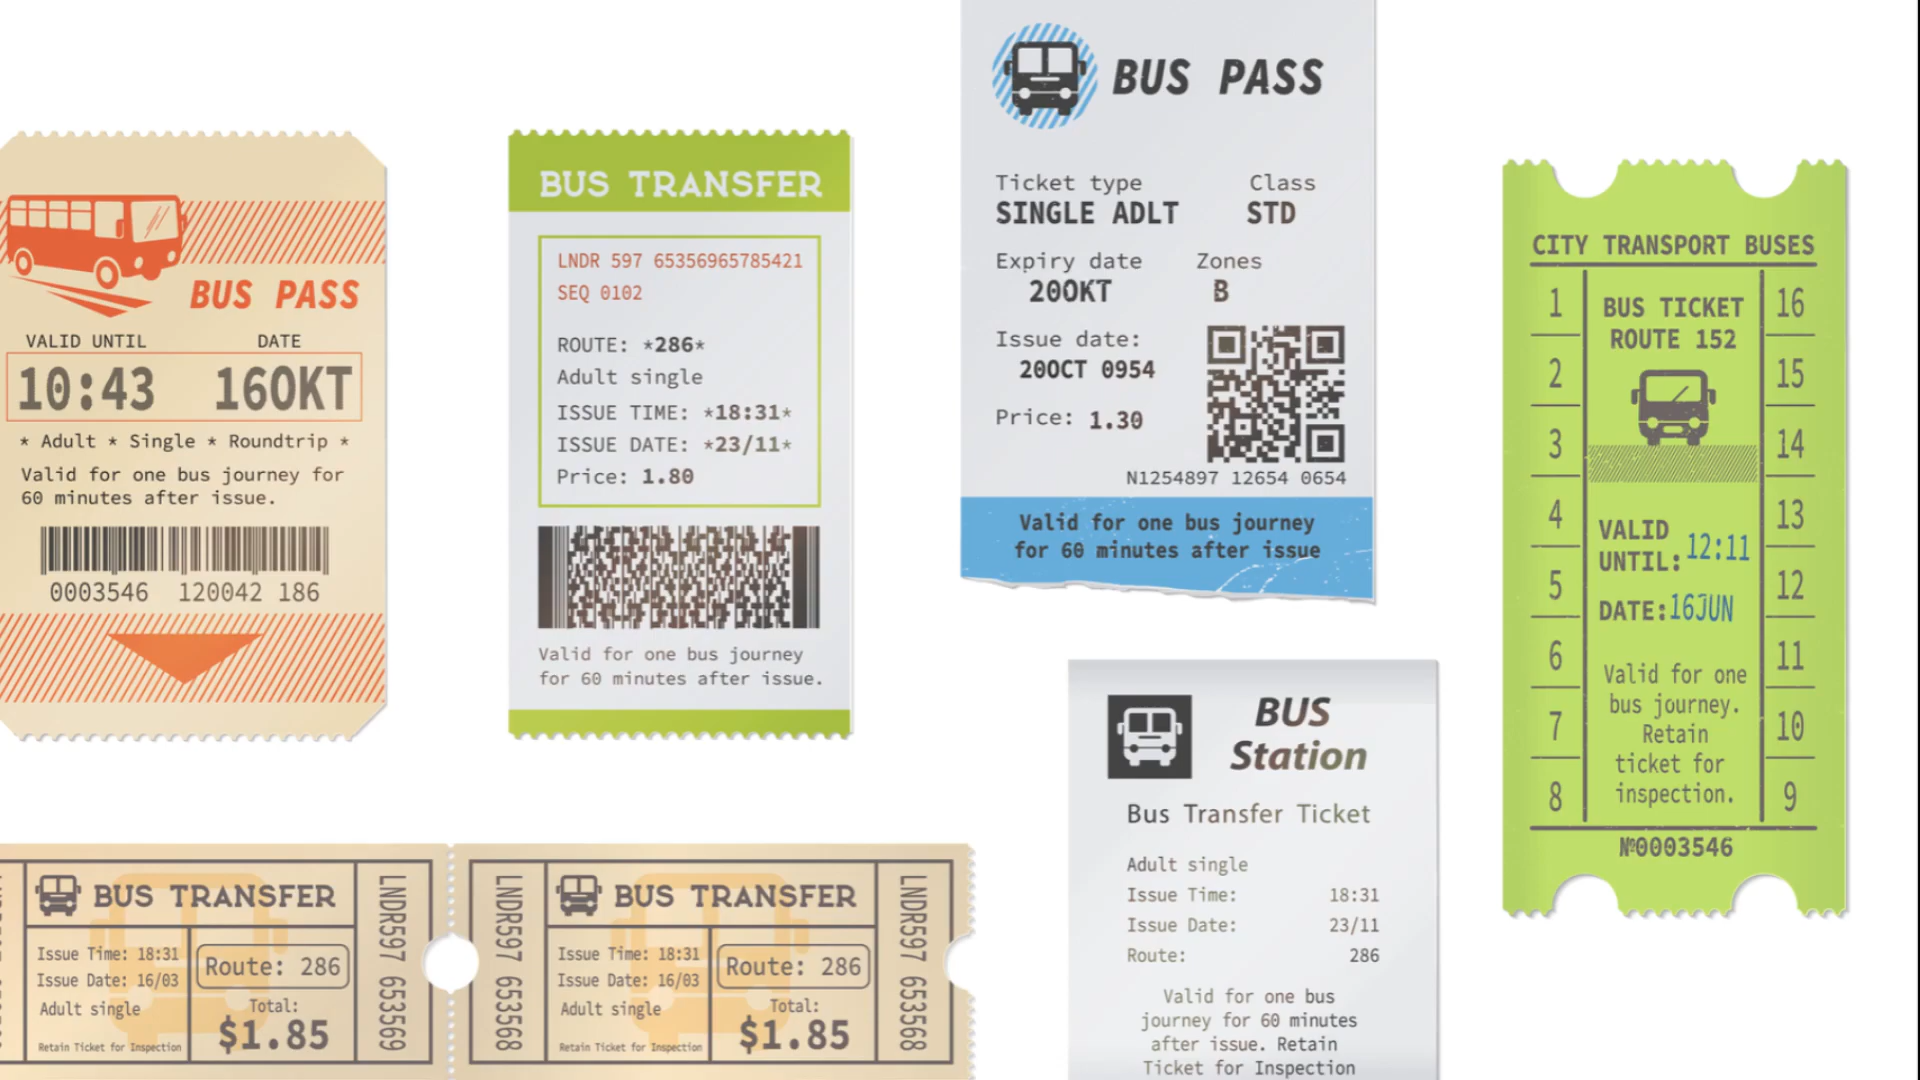 BUS PASS
VALID UNTIL DATE
10:43 16OKT
* Adult * Single * Roundtrip *
Valid for one bus journey for
60 minutes after issue.
0003546 120042 186
BUS TRANSFER
LNDR 597 65356965785421
SEQ 0102
ROUTE: *286*
Adult single
ISSUE TIME: *18:31*
ISSUE DATE: *23/11*
Price: 1.80
Valid for one bus journey
for 60 minutes after issue.
BUS PASS
Ticket type Class
SINGLE ADLT STD
Expiry date Zones
20OKT B
Issue date:
20OCT 0954
Price: 1.30
N1254897 12654 0654
Valid for one bus journey
for 60 minutes after issue
CITY TRANSPORT BUSES
1
2
3
4
5
6
7
8
BUS TICKET
ROUTE 152
VALID
UNTIL: 12:11
DATE: 16JUN
Valid for one
bus journey.
Retain
ticket for
inspection.
16
15
14
13
12
11
10
9
№0003546
BUS TRANSFER
Issue Time: 18:31
Issue Date: 16/03
Adult single
Retain Ticket for Inspection
Route: 286
Total:
$1.85
LNDR597 653569
LNDR597 653568
BUS TRANSFER
Issue Time: 18:31
Issue Date: 16/03
Adult single
Retain Ticket for Inspection
Route: 286
Total:
$1.85
LNDR597 653568
BUS
Station
Bus Transfer Ticket
Adult single
Issue Time: 18:31
Issue Date: 23/11
Route: 286
Valid for one bus
journey for 60 minutes
after issue. Retain
Ticket for Inspection